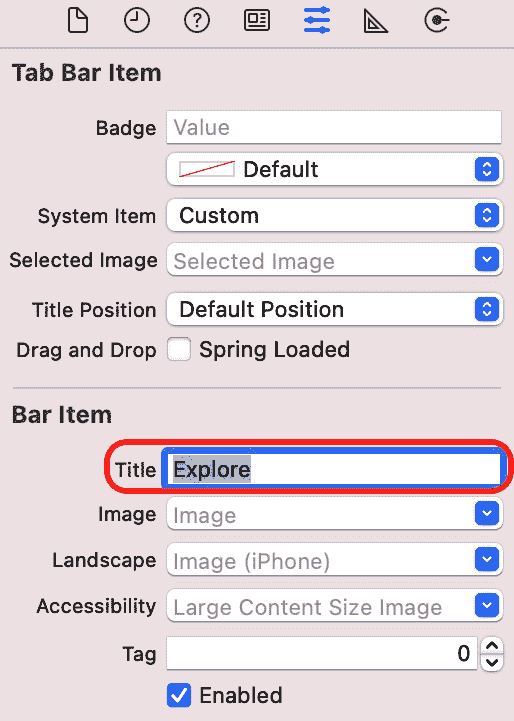 Tab Bar Item
Badge Value
Default
System Item Custom
Selected Image Selected Image
Title Position Default Position
Drag and Drop Spring Loaded
Bar Item
Title Explore
Image Image
Landscape Image (iPhone)
Accessibility Large Content Size Image
Tag 0
Enabled